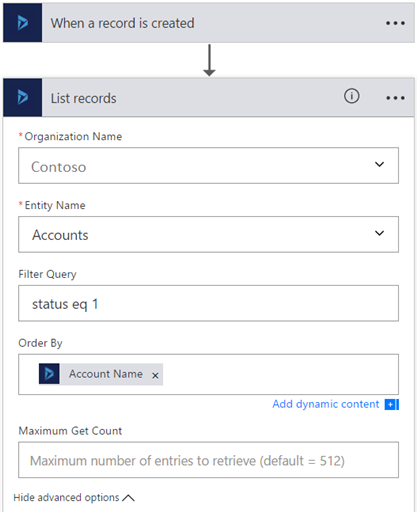 When a record is created
List records
* Organization Name
Contoso
* Entity Name
Accounts
Filter Query
status eq 1
Order By
Account Name ×
Add dynamic content
Maximum Get Count
Maximum number of entries to retrieve (default = 512)
Hide advanced options